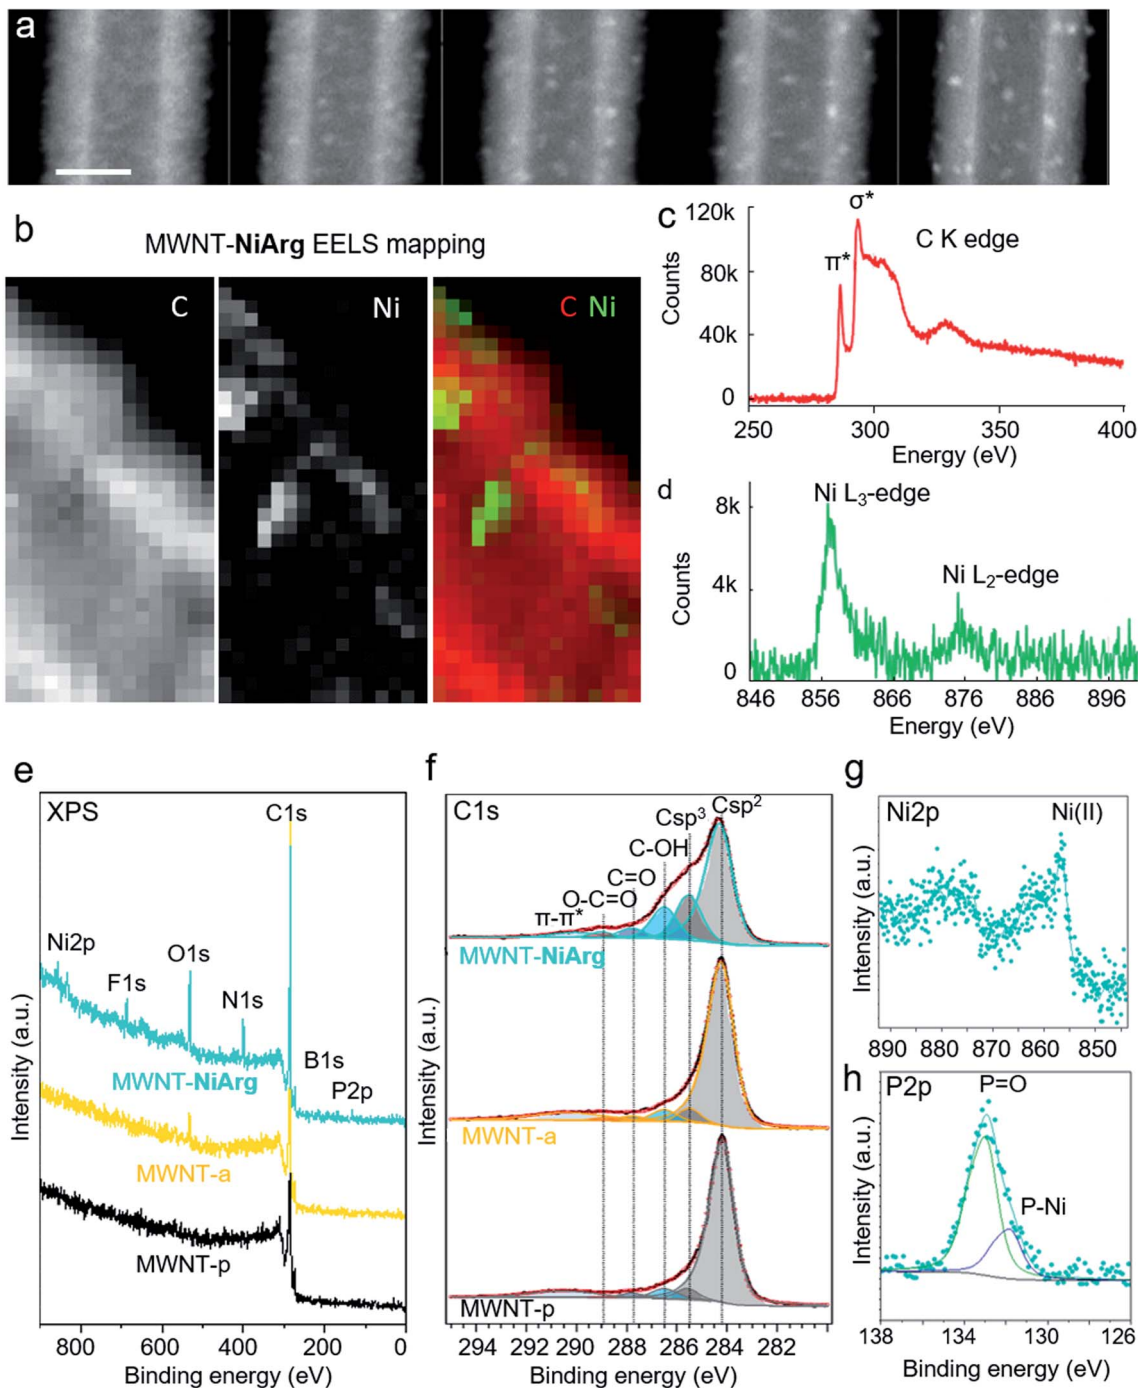 a
b
MWNT-NiArg EELS mapping
C
Ni
C Ni
c
120k
80k
40k
0
Counts
σ*
π*
C K edge
250 300 350 400
Energy (eV)
d
8k
4k
0
Counts
Ni L3-edge
Ni L2-edge
846 856 866 876 886 896
Energy (eV)
e
XPS
C1s
Ni2p
F1s
O1s
N1s
B1s
P2p
MWNT-NiArg
MWNT-a
MWNT-p
Intensity (a.u.)
800 600 400 200 0
Binding energy (eV)
f
C1s
Csp3
Csp2
C-OH
C=O
O-C=O
π-π*
MWNT-NiArg
MWNT-a
MWNT-p
Intensity (a.u.)
294 292 290 288 286 284 282
Binding energy (eV)
g
Ni2p
Ni(II)
Intensity (a.u.)
890 880 870 860 850
h
P2p
P=O
P-Ni
Intensity (a.u.)
138 134 130 126
Binding energy (eV)